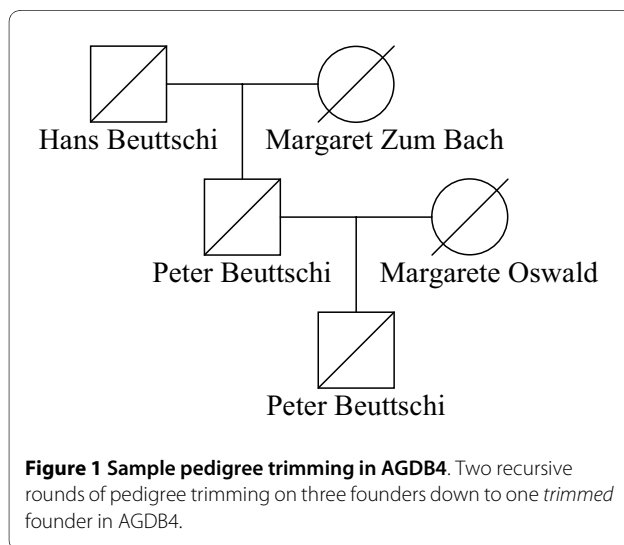 Hans Beuttschi Margaret Zum Bach
Peter Beuttschi Margarete Oswald
Peter Beuttschi
Figure 1 Sample pedigree trimming in AGDB4. Two recursive
rounds of pedigree trimming on three founders down to one trimmed
founder in AGDB4.